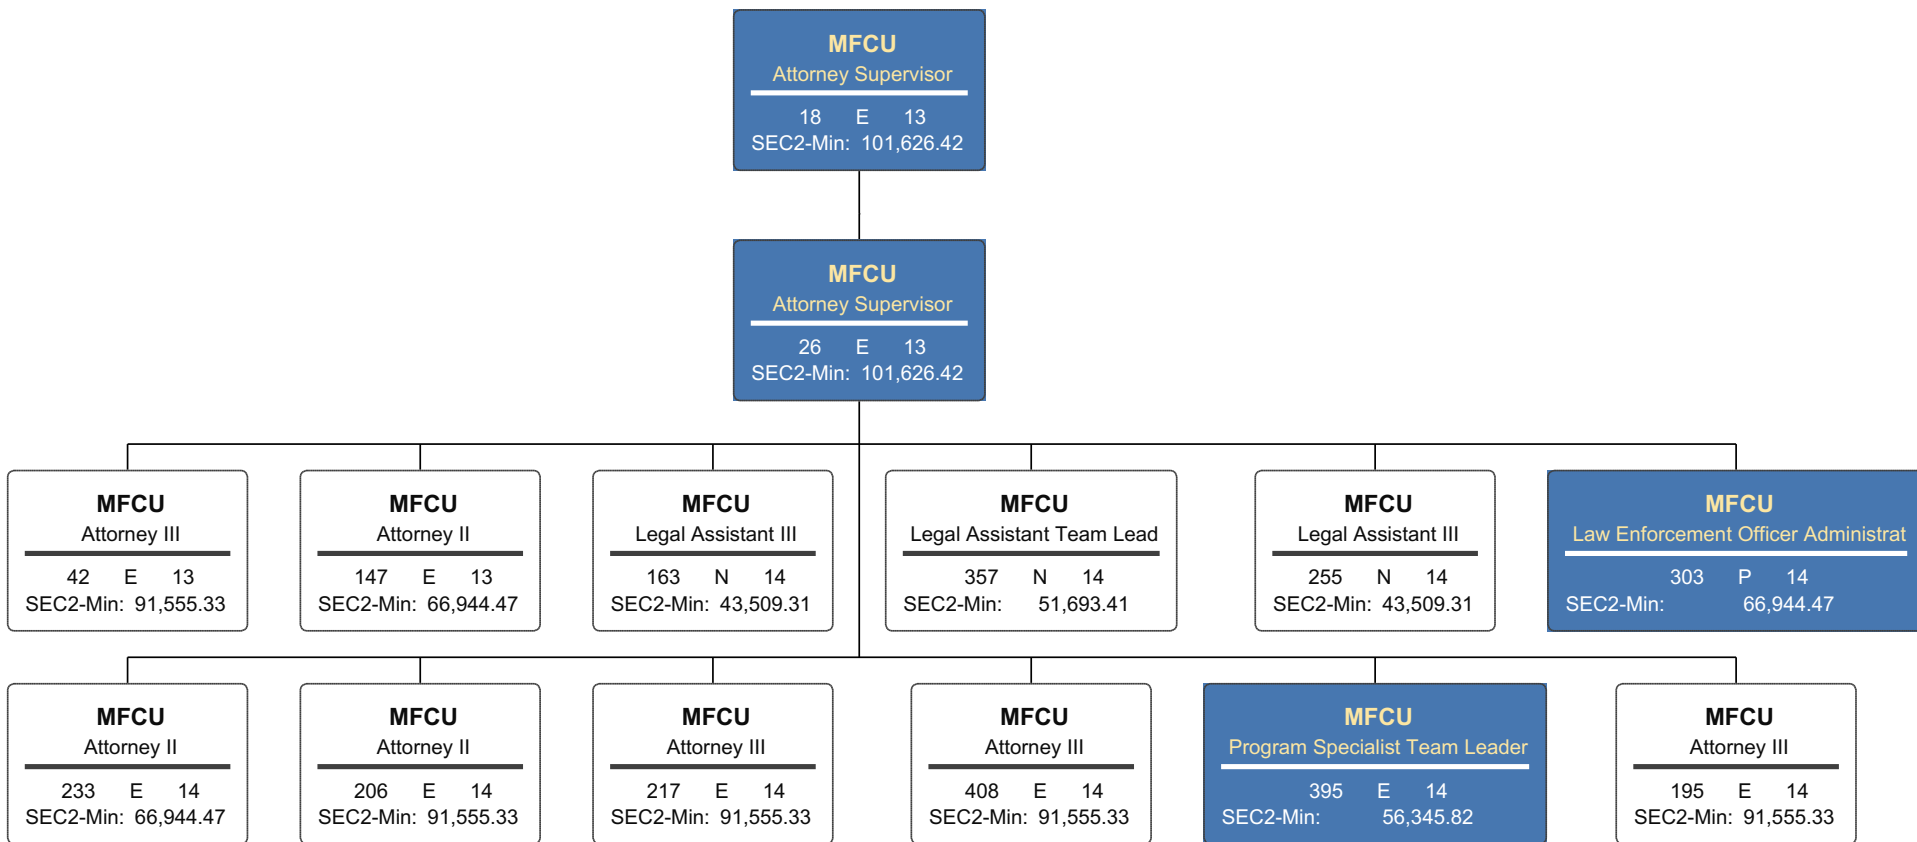 MFCU
Attorney Supervisor
18 E 13
SEC2-Min: 101,626.42
MFCU
Attorney Supervisor
26 E 13
SEC2-Min: 101,626.42
MFCU
Attorney III
42 E 13
SEC2-Min: 91,555.33
MFCU
Attorney II
147 E 13
SEC2-Min: 66,944.47
MFCU
Legal Assistant III
163 N 14
SEC2-Min: 43,509.31
MFCU
Legal Assistant Team Lead
357 N 14
SEC2-Min: 51,693.41
MFCU
Legal Assistant III
255 N 14
SEC2-Min: 43,509.31
MFCU
Law Enforcement Officer Administrat
303 P 14
SEC2-Min: 66,944.47
MFCU
Attorney II
233 E 14
SEC2-Min: 66,944.47
MFCU
Attorney II
206 E 14
SEC2-Min: 91,555.33
MFCU
Attorney III
217 E 14
SEC2-Min: 91,555.33
MFCU
Attorney III
408 E 14
SEC2-Min: 91,555.33
MFCU
Program Specialist Team Leader
395 E 14
SEC2-Min: 56,345.82
MFCU
Attorney III
195 E 14
SEC2-Min: 91,555.33